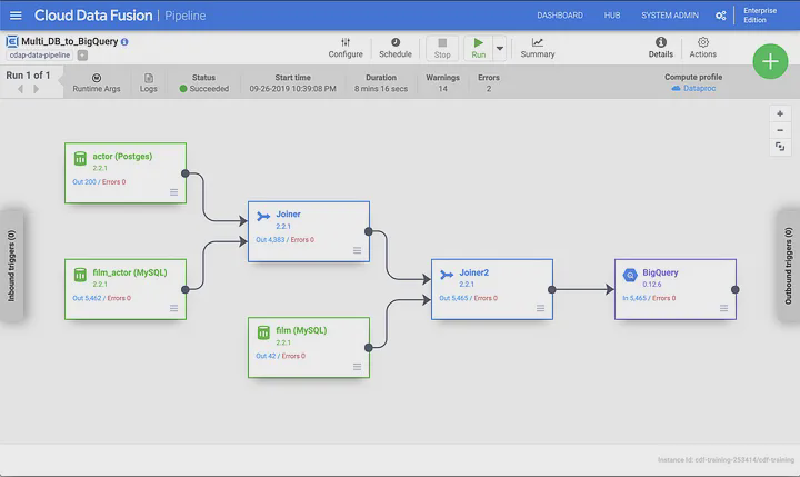 Cloud Data Fusion | Pipeline
DASHBOARD
HUB
SYSTEM ADMIN
Enterprise Edition
Multi_DB_to_BigQuery
cdap-data-pipeline
Configure
Schedule
Stop
Run
Summary
Details
Actions
Run 1 of 1
Runtime Args
Logs
Status
Succeeded
Start time
09-26-2019 10:39:08 PM
Duration
8 mins 16 secs
Warnings
14
Errors
2
Compute profile
Dataproc
actor (Postges)
2.2.1
Out 200 / Errors 0
film_actor (MySQL)
2.2.1
Out 5,462 / Errors 0
Joiner
2.2.1
Out 4,383 / Errors 0
film (MySQL)
2.2.1
Out 42 / Errors 0
Joiner2
2.2.1
Out 5,465 / Errors 0
BigQuery
0.12.6
In 5,465 / Errors 0
Inbound triggers (0)
Outbound triggers (0)
Instance Id: cdf-training-